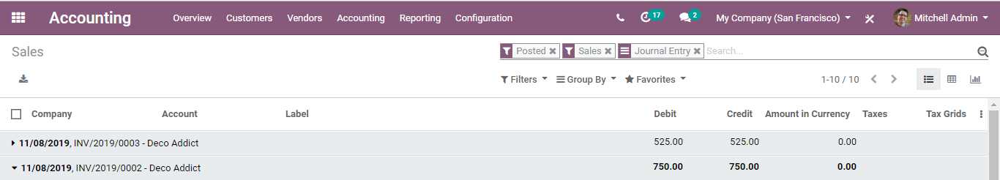 Accounting Overview Customers Vendors Accounting Reporting Configuration 17 2 My Company (San Francisco) Mitchell Admin
Sales Posted Sales Journal Entry Search...
Filters Group By Favorites 1-10 / 10
Company Account Label Debit Credit Amount in Currency Taxes Tax Grids
11/08/2019, INV/2019/0003 - Deco Addict 525.00 525.00 0.00
11/08/2019, INV/2019/0002 - Deco Addict 750.00 750.00 0.00